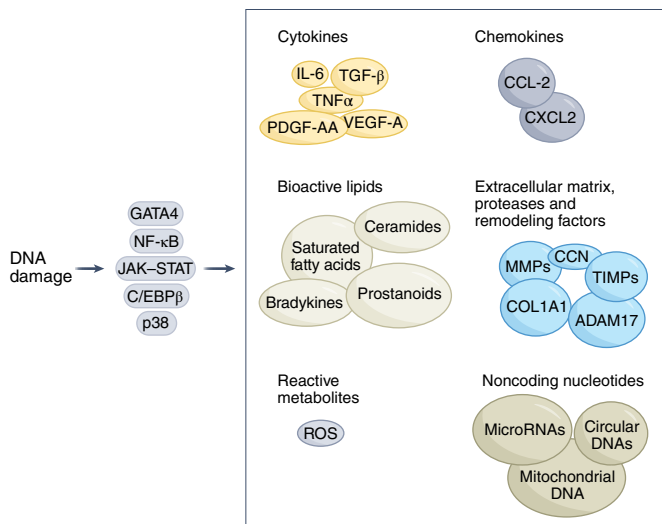 DNA
damage
GATA4
NF-κB
JAK–STAT
C/EBPβ
p38
Cytokines
IL-6
TGF-β
TNFα
PDGF-AA
VEGF-A
Chemokines
CCL-2
CXCL2
Bioactive lipids
Ceramides
Saturated
fatty acids
Bradykines
Prostanoids
Extracellular matrix,
proteases and
remodeling factors
MMPs
CCN
TIMPs
COL1A1
ADAM17
Reactive
metabolites
ROS
Noncoding nucleotides
MicroRNAs
Circular
DNAs
Mitochondrial
DNA